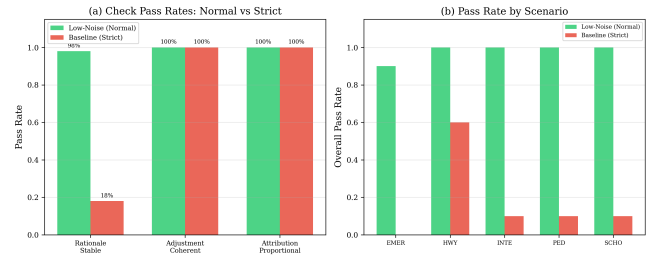 (a) Check Pass Rates: Normal vs Strict
Low-Noise (Normal)
Baseline (Strict)
98%
18%
100%
100%
100%
100%
Pass Rate
1.0
0.8
0.6
0.4
0.2
0.0
Rationale
Stable
Adjustment
Coherent
Attribution
Proportional
(b) Pass Rate by Scenario
Low-Noise (Normal)
Baseline (Strict)
Overall Pass Rate
1.0
0.8
0.6
0.4
0.2
0.0
EMER
HWY
INTE
PED
SCHO